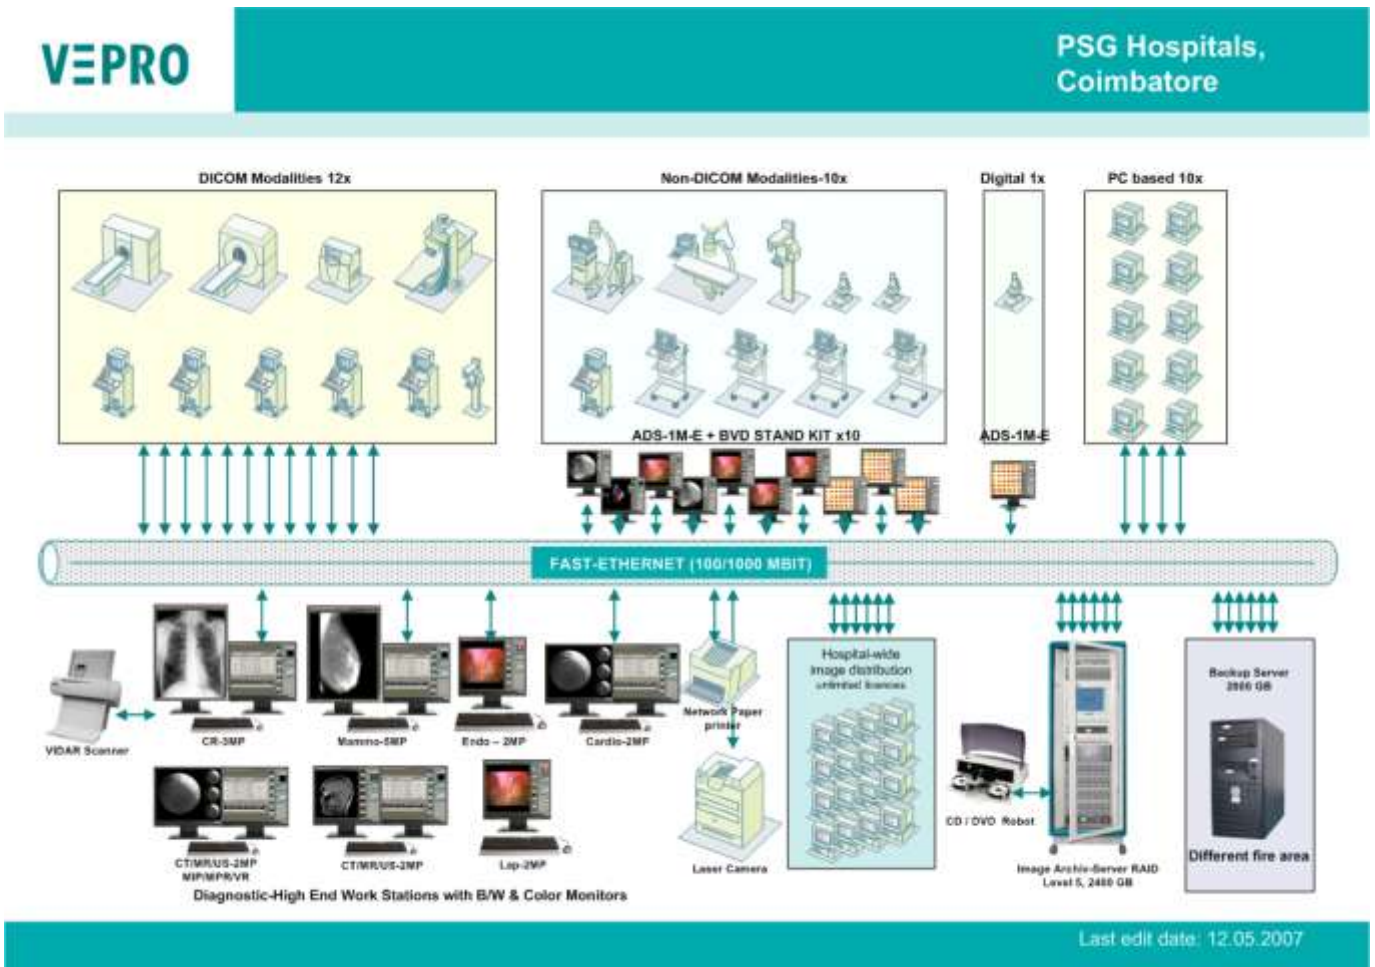 VEPRO
PSG Hospitals,
Coimbatore
DICOM Modalities 12x
Non-DICOM Modalities-10x
Digital 1x
PC based 10x
ADS-1M-E + BVD STAND KIT x10
ADS-1M-E
FAST-ETHERNET (100/1000 MBIT)
Hospital-wide
image distribution
unlimited licences
Backup Server
2800 GB
VIDAR Scanner
CR-3MP
Mammo-5MP
Endo – 2MP
Cardio-2MP
Network Paper
printer
CT/MR/US-2MP
MIP/MPR/VR
CT/MR/US-2MP
Lap-2MP
Laser Camera
CD / DVD Robot
Image Archiv-Server RAID
Level 5, 2400 GB
Different fire area
Diagnostic-High End Work Stations with B/W & Color Monitors
Last edit date: 12.05.2007